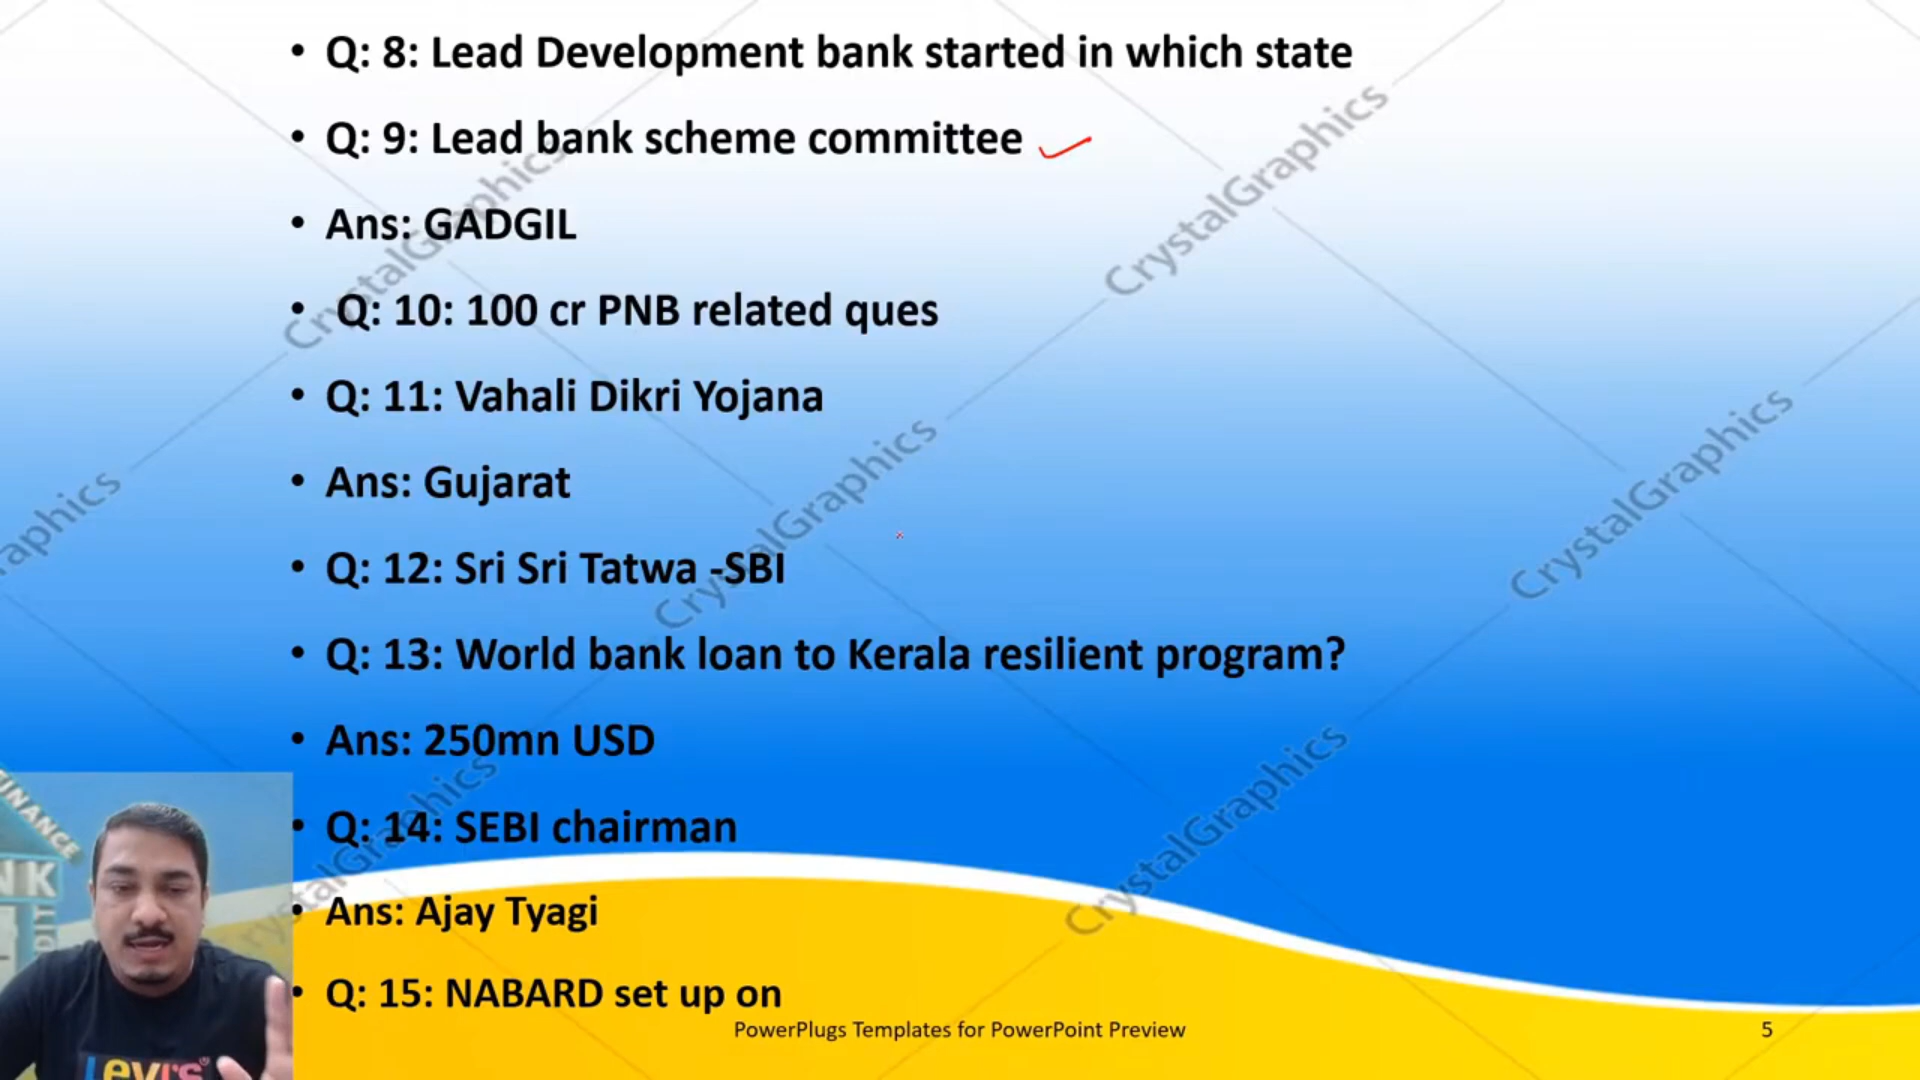 • Q: 8: Lead Development bank started in which state
• Q: 9: Lead bank scheme committee
• Ans: GADGIL
• Q: 10: 100 cr PNB related ques
• Q: 11: Vahali Dikri Yojana
• Ans: Gujarat
• Q: 12: Sri Sri Tatwa -SBI
• Q: 13: World bank loan to Kerala resilient program?
• Ans: 250mn USD
• Q: 14: SEBI chairman
• Ans: Ajay Tyagi
• Q: 15: NABARD set up on
PowerPlugs Templates for PowerPoint Preview
5
CrystalGraphics
CrystalGraphics
CrystalGraphics
CrystalGraphics
CrystalGraphics
Levi's